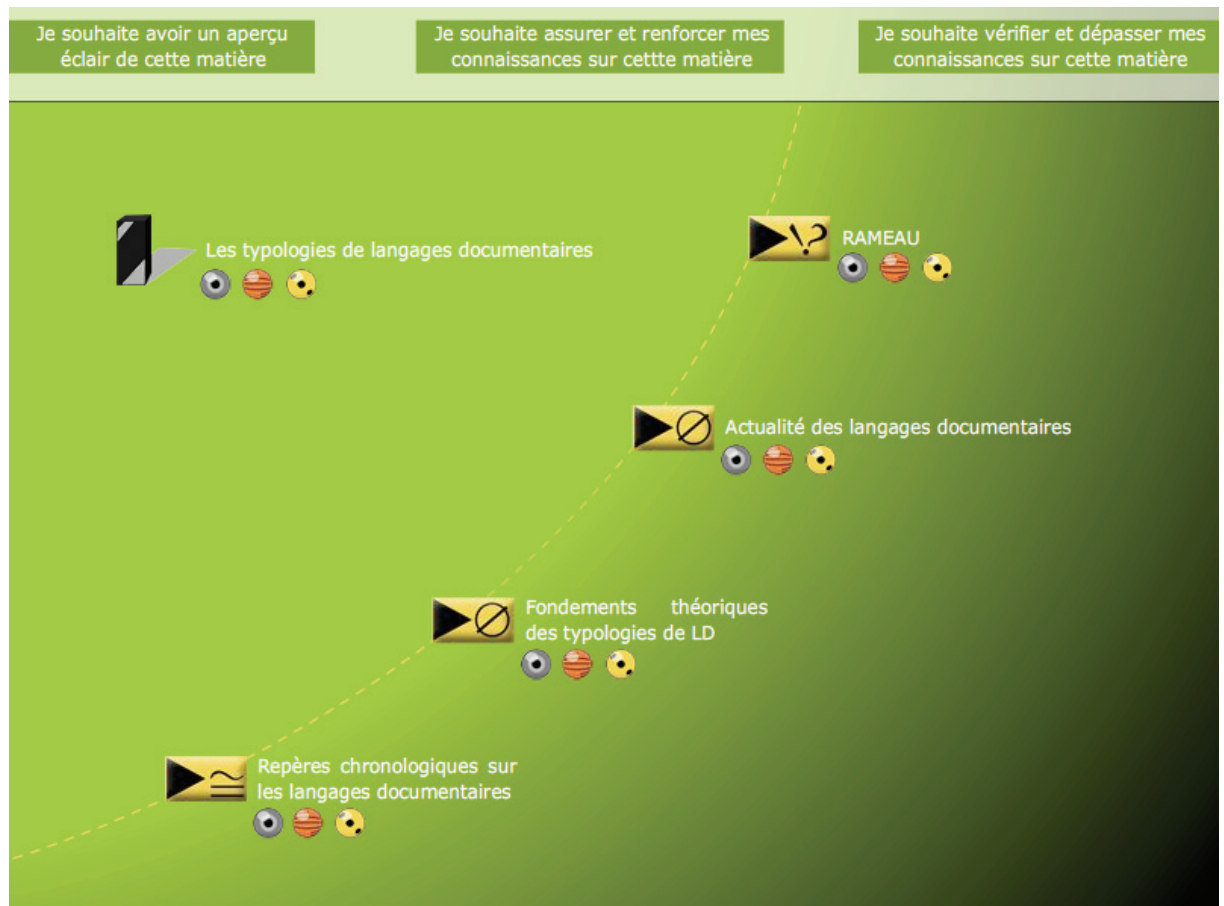 Je souhaite avoir un aperçu
éclair de cette matière
Je souhaite assurer et renforcer mes
connaissances sur cettte matière
Je souhaite vérifier et dépasser mes
connaissances sur cette matière
Les typologies de langages documentaires
RAMEAU
Actualité des langages documentaires
Fondements théoriques
des typologies de LD
Repères chronologiques sur
les langages documentaires